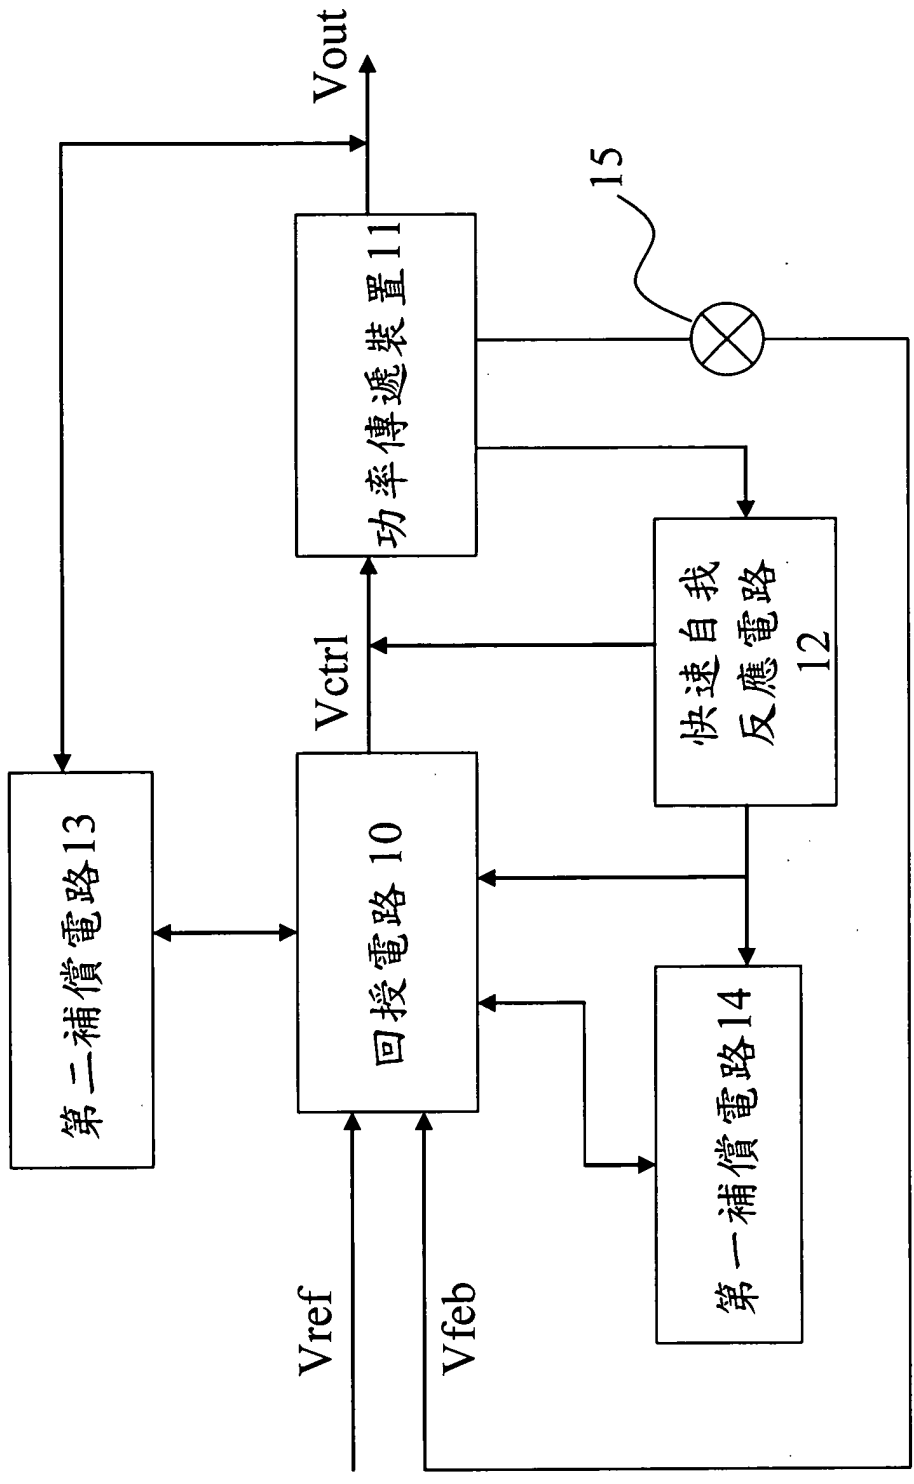 第二補償電路13
Vref
Vfeb
回授電路 10
Vctrl
功率傳遞裝置11
Vout
第一補償電路14
快速自我
反應電路
12
15